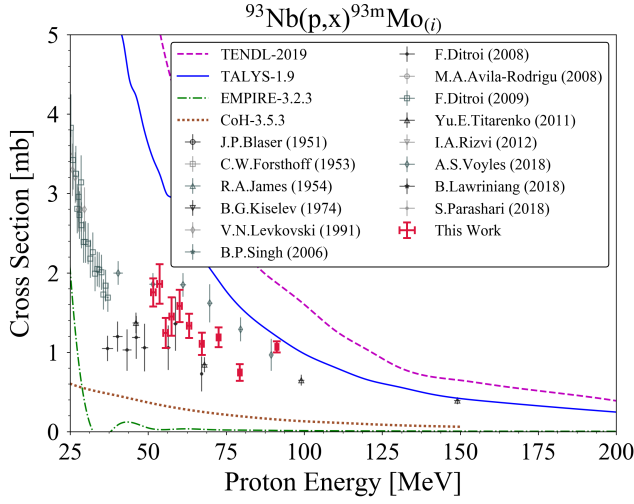 ⁹³Nb(p,x)⁹³ᵐMo₍ᵢ₎
Cross Section [mb]
5
4
3
2
1
0
TENDL-2019
TALYS-1.9
EMPIRE-3.2.3
CoH-3.5.3
J.P.Blaser (1951)
C.W.Forsthoff (1953)
R.A.James (1954)
B.G.Kiselev (1974)
V.N.Levkovski (1991)
B.P.Singh (2006)
F.Ditroi (2008)
M.A.Avila-Rodrigu (2008)
F.Ditroi (2009)
Yu.E.Titarenko (2011)
I.A.Rizvi (2012)
A.S.Voyles (2018)
B.Lawriniang (2018)
S.Parashari (2018)
This Work
25 50 75 100 125 150 175 200
Proton Energy [MeV]